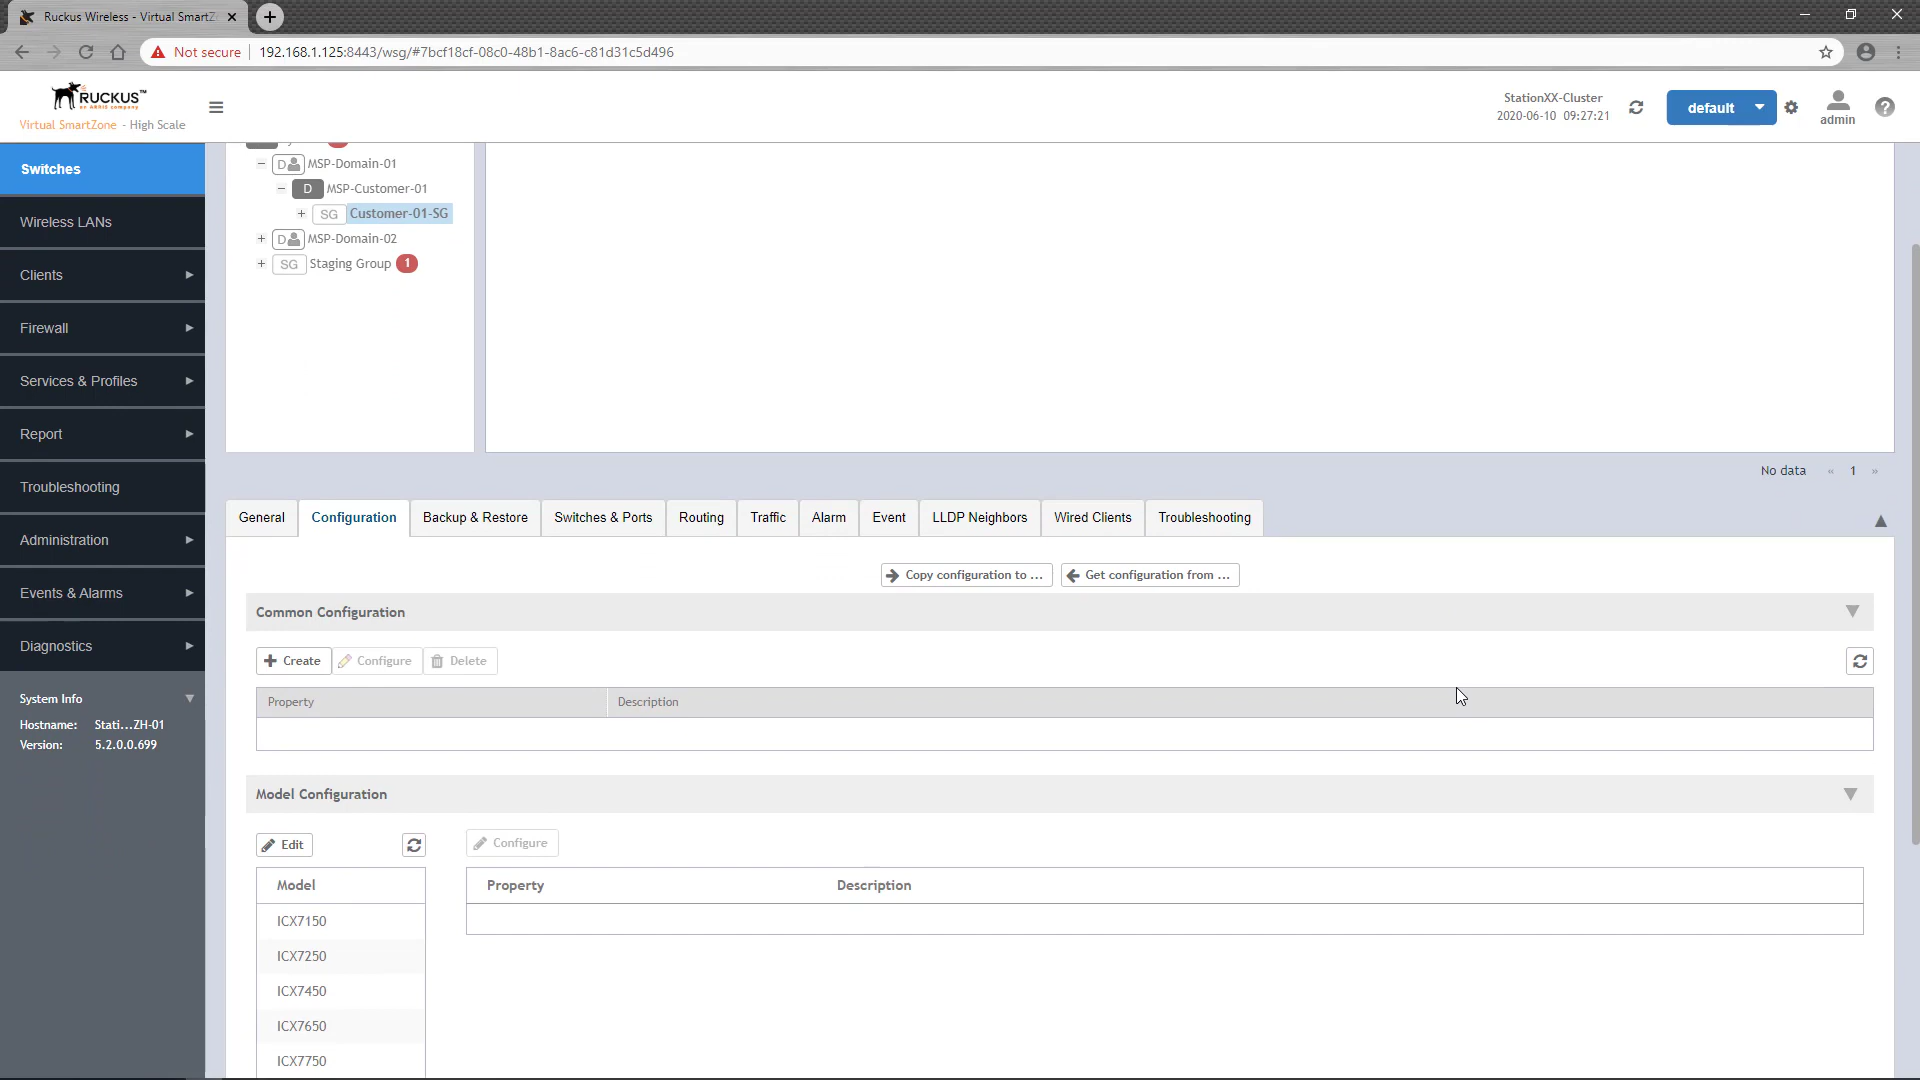 Ruckus Wireless - Virtual SmartZ
Not secure
192.168.1.125:8443/wsg/#7bcf18cf-08c0-48b1-8ac6-c81d31c5d496
RUCKUS™
an ARRIS company
Virtual SmartZone - High Scale
StationXX-Cluster
2020-06-10 09:27:21
default
admin
Switches
Wireless LANs
Clients
Firewall
Services & Profiles
Report
Troubleshooting
Administration
Events & Alarms
Diagnostics
System Info
Hostname: Stati...ZH-01
Version: 5.2.0.0.699
D MSP-Domain-01
D MSP-Customer-01
SG Customer-01-SG
D MSP-Domain-02
SG Staging Group 1
No data « 1 »
General Configuration Backup & Restore Switches & Ports Routing Traffic Alarm Event LLDP Neighbors Wired Clients Troubleshooting
Copy configuration to ... Get configuration from ...
Common Configuration
Create Configure Delete
Property Description
Model Configuration
Edit Configure
Model
ICX7150
ICX7250
ICX7450
ICX7650
ICX7750
Property Description